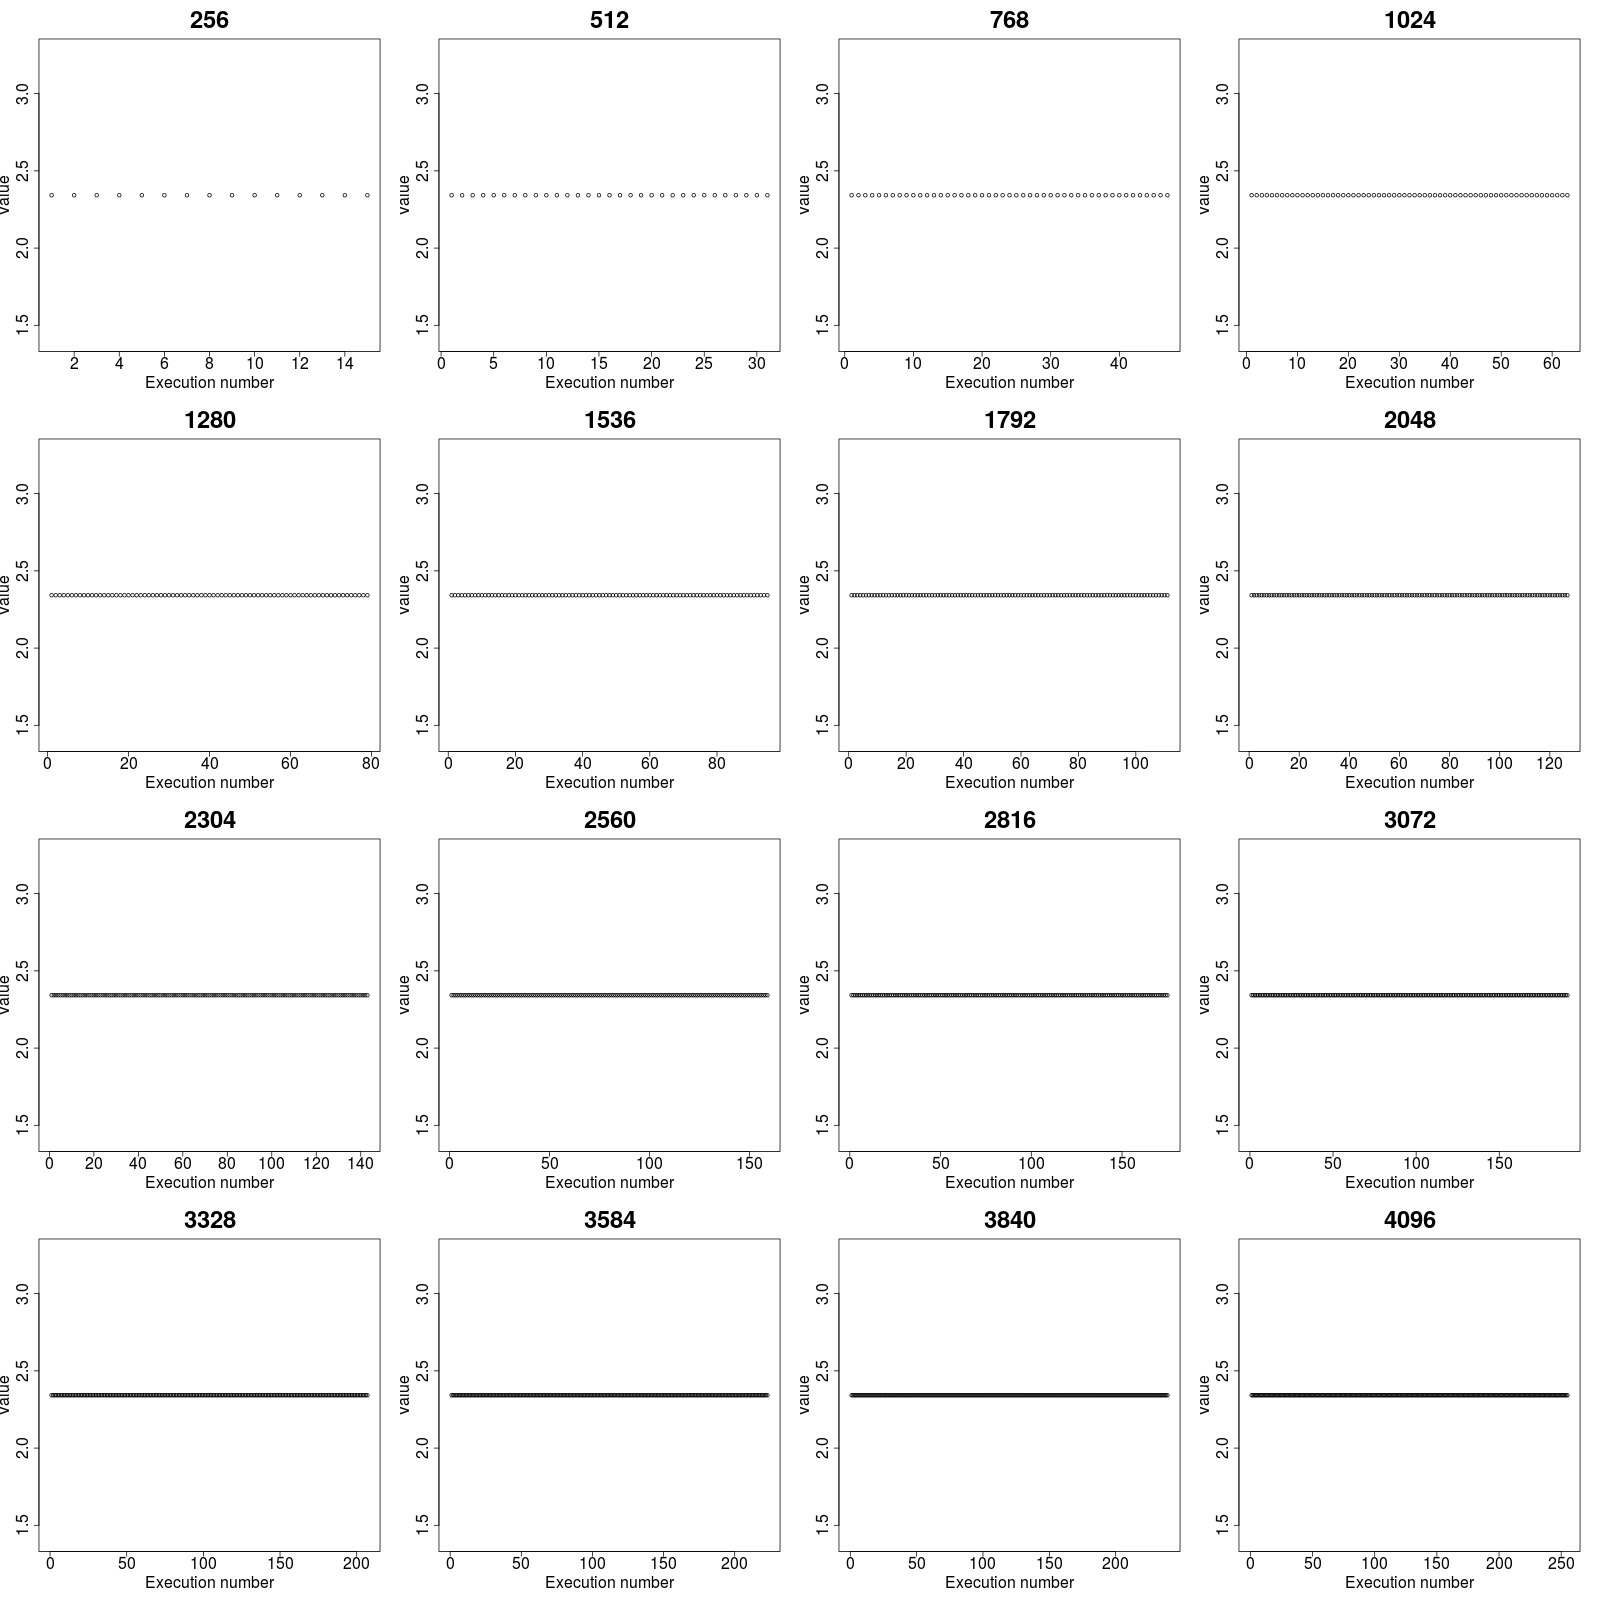 256 512 768 1024
value 1.5 2.0 2.5 3.0 value 1.5 2.0 2.5 3.0 value 1.5 2.0 2.5 3.0 value 1.5 2.0 2.5 3.0
2 4 6 8 10 12 14 0 5 10 15 20 25 30 0 10 20 30 40 0 10 20 30 40 50 60
Execution number Execution number Execution number Execution number
1280 1536 1792 2048
value 1.5 2.0 2.5 3.0 value 1.5 2.0 2.5 3.0 value 1.5 2.0 2.5 3.0 value 1.5 2.0 2.5 3.0
0 20 40 60 80 0 20 40 60 80 0 20 40 60 80 100 0 20 40 60 80 100 120
Execution number Execution number Execution number Execution number
2304 2560 2816 3072
value 1.5 2.0 2.5 3.0 value 1.5 2.0 2.5 3.0 value 1.5 2.0 2.5 3.0 value 1.5 2.0 2.5 3.0
0 20 40 60 80 100 120 140 0 50 100 150 0 50 100 150 0 50 100 150
Execution number Execution number Execution number Execution number
3328 3584 3840 4096
value 1.5 2.0 2.5 3.0 value 1.5 2.0 2.5 3.0 value 1.5 2.0 2.5 3.0 value 1.5 2.0 2.5 3.0
0 50 100 150 200 0 50 100 150 200 0 50 100 150 200 0 50 100 150 200 250
Execution number Execution number Execution number Execution number